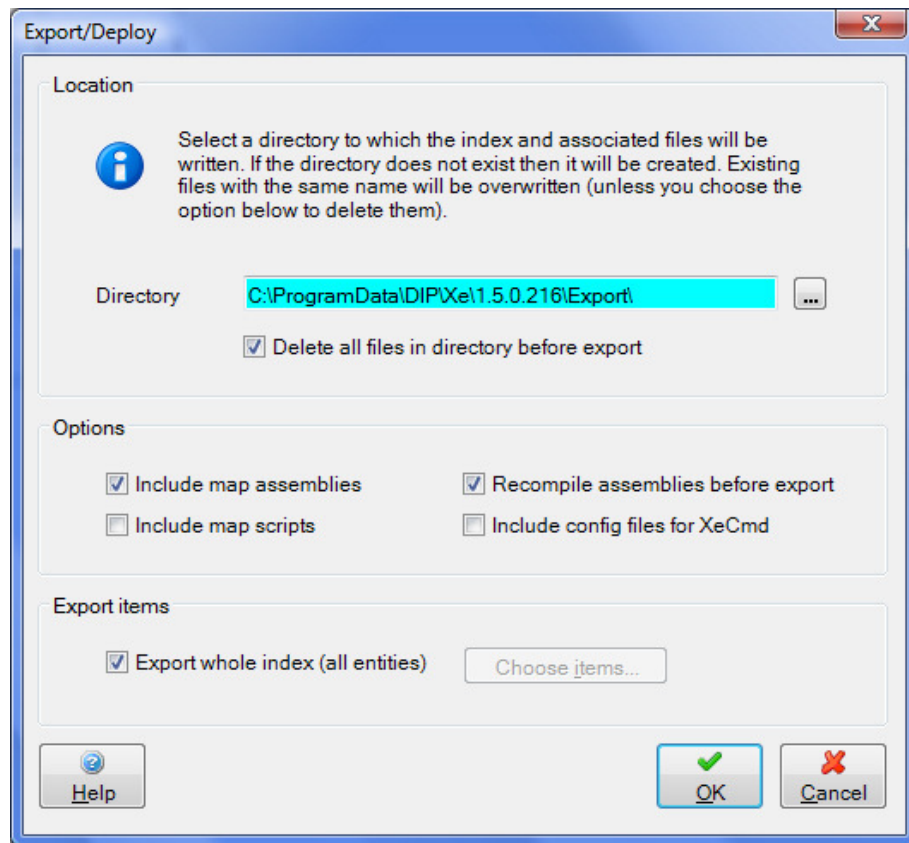 Export/Deploy
Location
Select a directory to which the index and associated files will be
written. If the directory does not exist then it will be created. Existing
files with the same name will be overwritten (unless you choose the
option below to delete them).
Directory
C:\ProgramData\DIP\Xe\1.5.0.216\Export\
...
Delete all files in directory before export
Options
Include map assemblies
Recompile assemblies before export
Include map scripts
Include config files for XeCmd
Export items
Export whole index (all entities)
Choose items...
Help
OK
Cancel